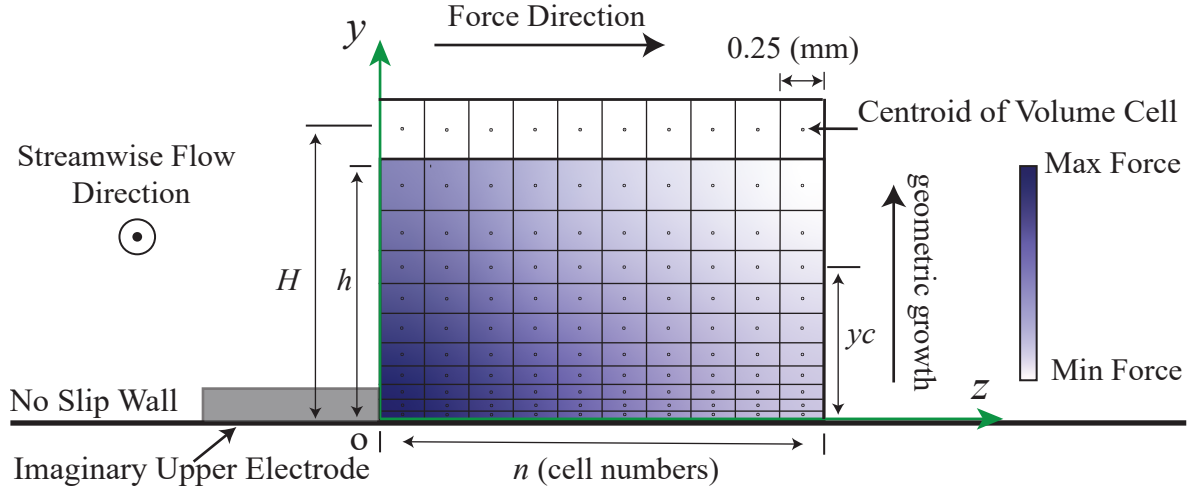 Force Direction
y
0.25 (mm)
Centroid of Volume Cell
Streamwise Flow
Direction
Max Force
geometric growth
H
h
yc
Min Force
No Slip Wall
z
o
Imaginary Upper Electrode
n (cell numbers)